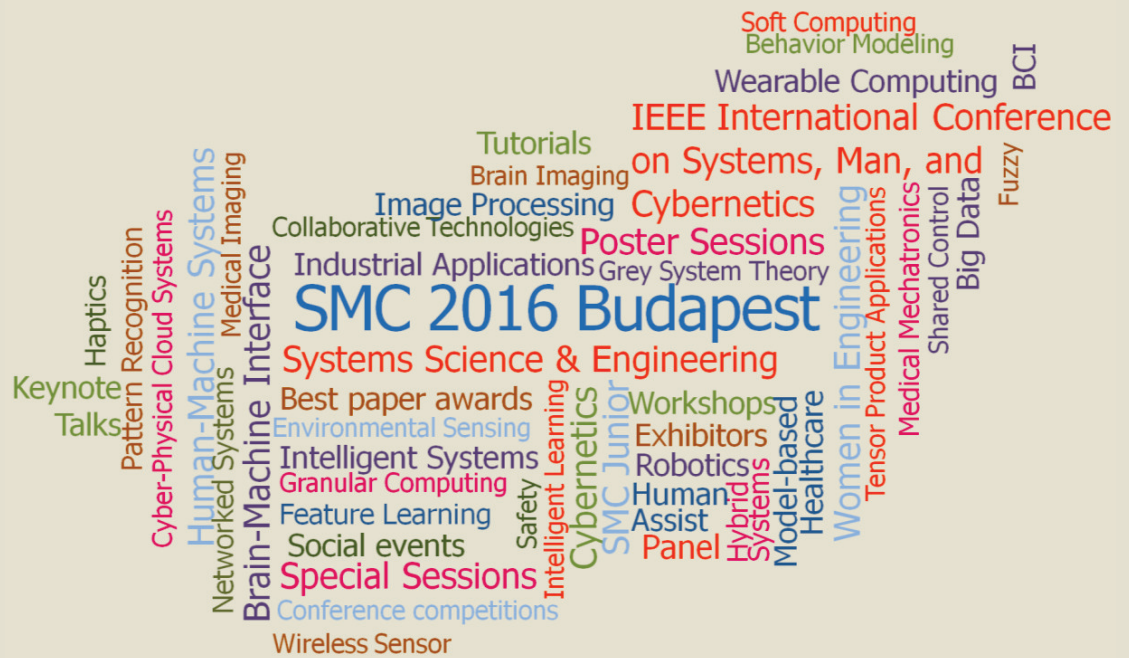 Soft Computing
Behavior Modeling
Wearable Computing
BCI
IEEE International Conference
on Systems, Man, and
Cybernetics
Fuzzy
Tutorials
Brain Imaging
Image Processing
Collaborative Technologies
Poster Sessions
Industrial Applications
Grey System Theory
SMC 2016 Budapest
Systems Science & Engineering
Keynote
Talks
Haptics
Pattern Recognition
Cyber-Physical Cloud Systems
Human-Machine Systems
Medical Imaging
Networked Systems
Brain-Machine Interface
Best paper awards
Environmental Sensing
Intelligent Systems
Granular Computing
Feature Learning
Social events
Special Sessions
Conference competitions
Wireless Sensor
Safety
Intelligent Learning
Cybernetics
SMC Junior
Workshops
Exhibitors
Robotics
Human
Assist
Panel
Hybrid
Systems
Model-based
Healthcare
Women in Engineering
Tensor Product Applications
Medical Mechatronics
Shared Control
Big Data